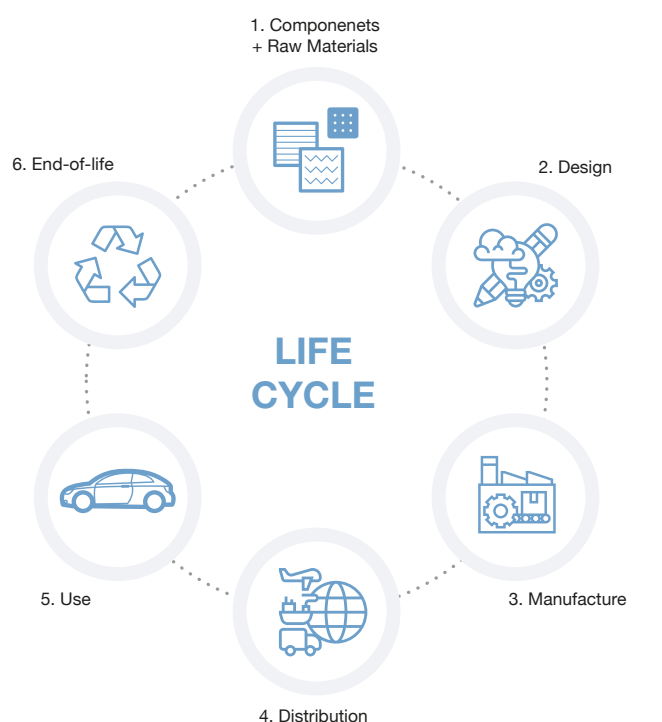 1. Componenets
+ Raw Materials
2. Design
3. Manufacture
4. Distribution
5. Use
6. End-of-life
LIFE
CYCLE